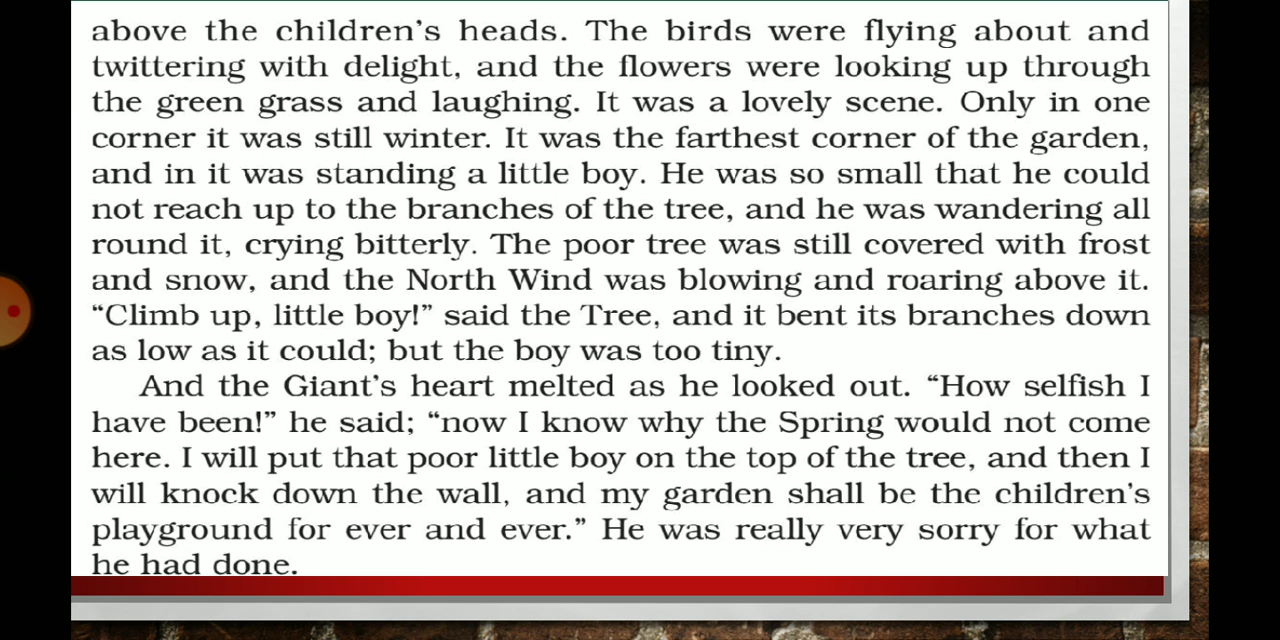 above the children’s heads. The birds were flying about and
twittering with delight, and the flowers were looking up through
the green grass and laughing. It was a lovely scene. Only in one
corner it was still winter. It was the farthest corner of the garden,
and in it was standing a little boy. He was so small that he could
not reach up to the branches of the tree, and he was wandering all
round it, crying bitterly. The poor tree was still covered with frost
and snow, and the North Wind was blowing and roaring above it.
“Climb up, little boy!” said the Tree, and it bent its branches down
as low as it could; but the boy was too tiny.
And the Giant’s heart melted as he looked out. “How selfish I
have been!” he said; “now I know why the Spring would not come
here. I will put that poor little boy on the top of the tree, and then I
will knock down the wall, and my garden shall be the children’s
playground for ever and ever.” He was really very sorry for what
he had done.